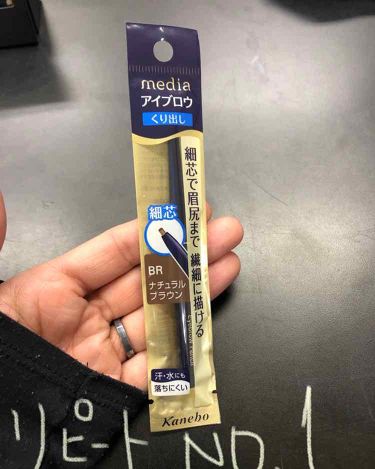 media
アイブロウ
くり出し
細芯で眉尻まで 繊細に描ける
細芯
BR
ナチュラル
ブラウン
汗・水にも
落ちにくい
Kanebo
リピート NO.1